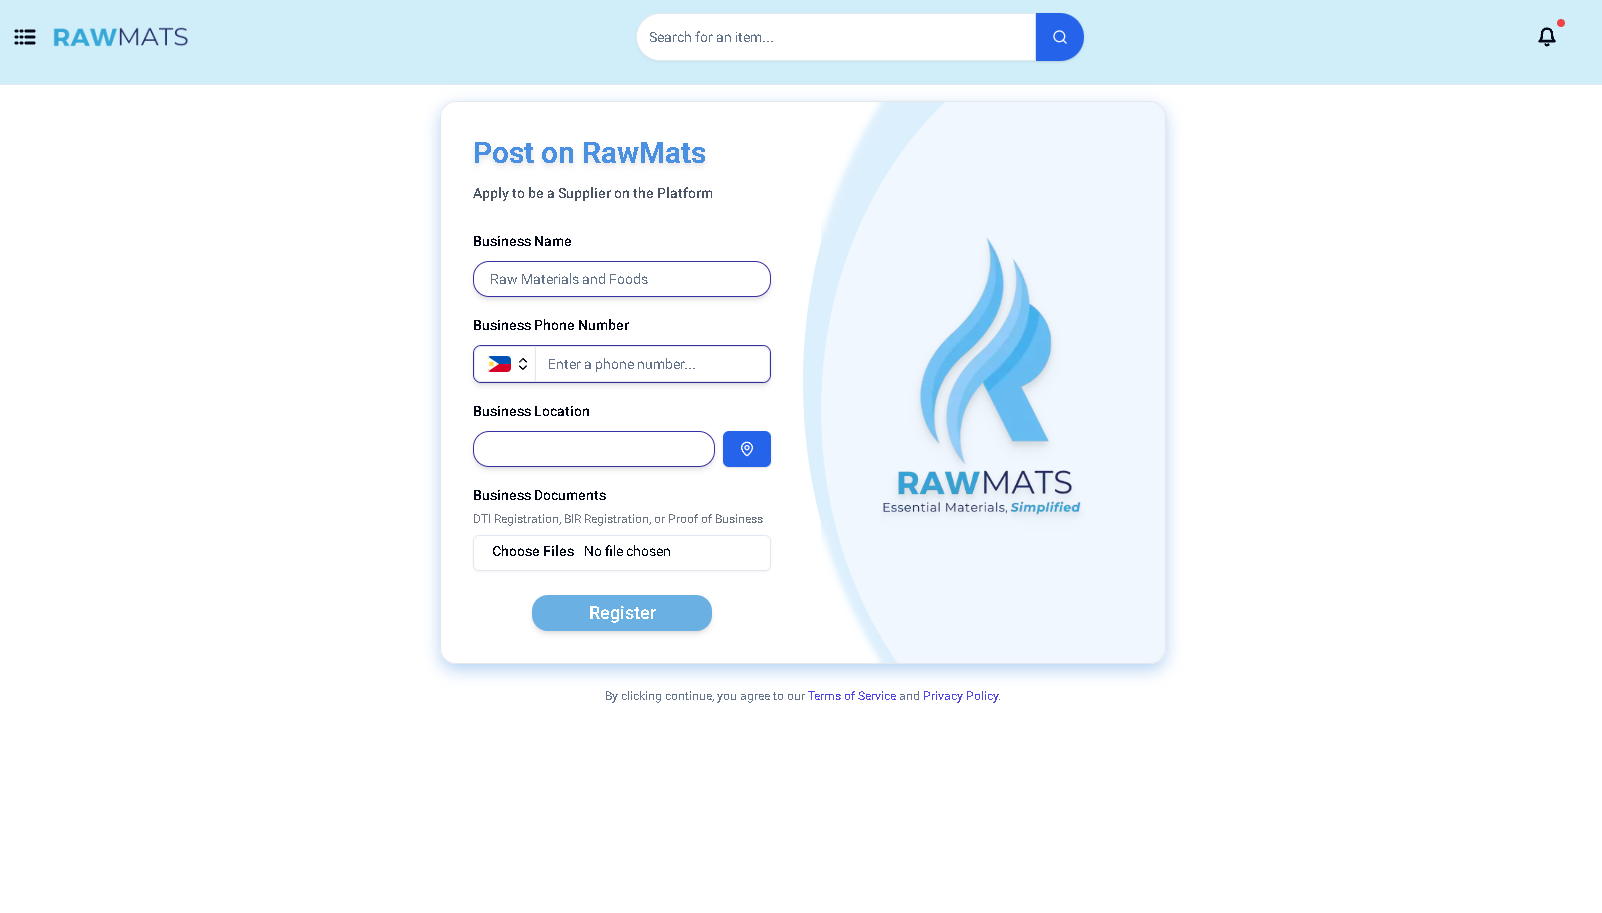 RAWMATS
Search for an item...
Post on RawMats
Apply to be a Supplier on the Platform
Business Name
Raw Materials and Foods
Business Phone Number
Enter a phone number...
Business Location
Business Documents
DTI Registration, BIR Registration, or Proof of Business
Choose Files No file chosen
Register
RAWMATS
Essential Materials, Simplified
By clicking continue, you agree to our Terms of Service and Privacy Policy.